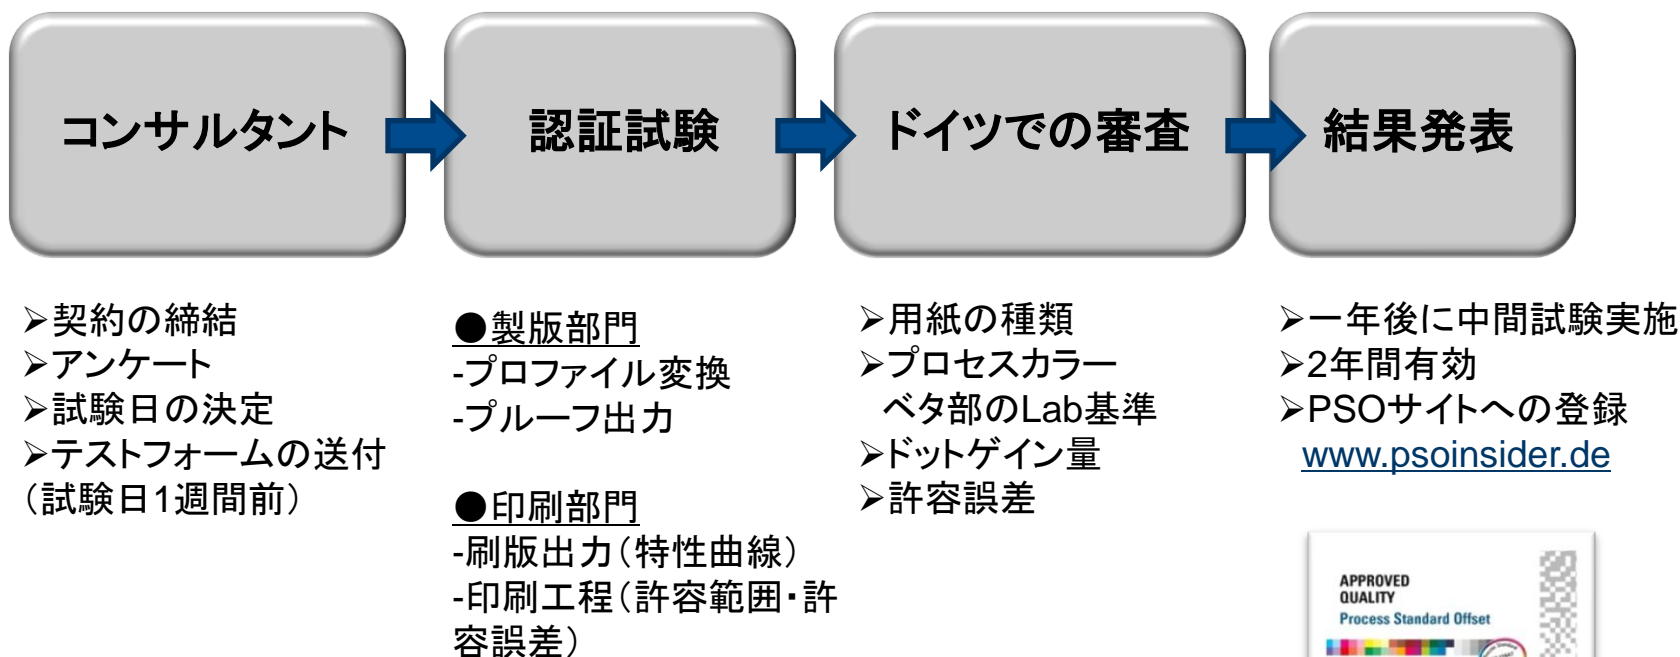 コンサルタント
認証試験
ドイツでの審査
結果発表
➢契約の締結
➢アンケート
➢試験日の決定
➢テストフォームの送付
（試験日1週間前）
●製版部門
-プロファイル変換
-プルーフ出力
●印刷部門
-刷版出力（特性曲線）
-印刷工程（許容範囲・許
容誤差）
➢用紙の種類
➢プロセスカラー
ベタ部のLab基準
➢ドットゲイン量
➢許容誤差
➢一年後に中間試験実施
➢2年間有効
➢PSOサイトへの登録
www.psoinsider.de
APPROVED
QUALITY
Process Standard Offset